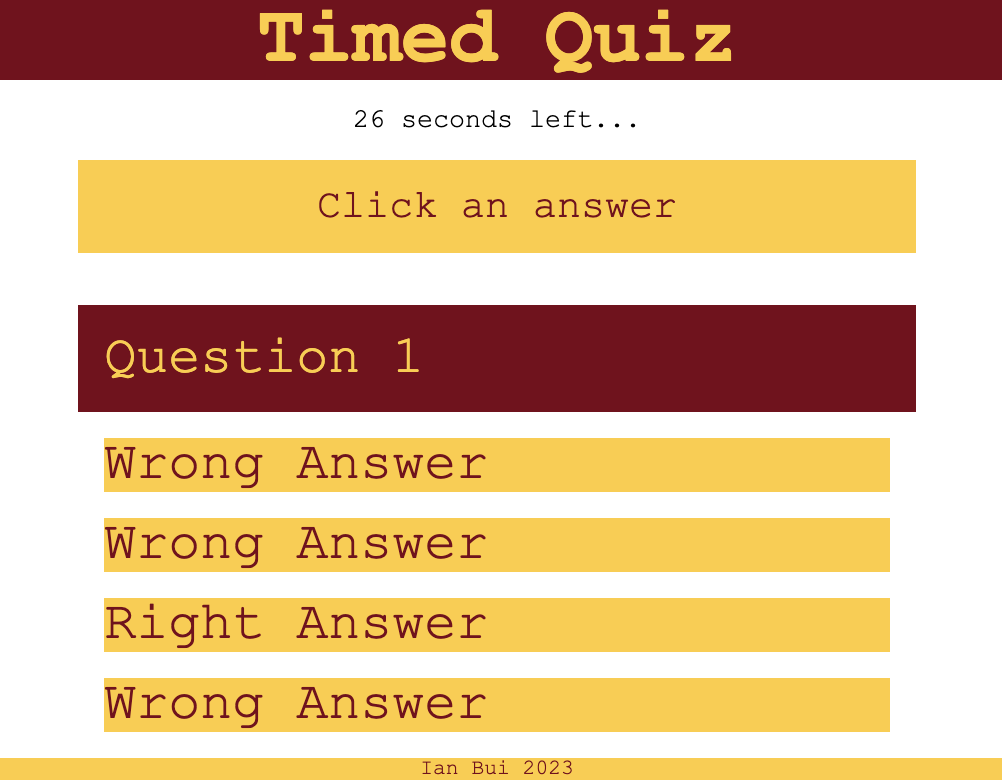 Timed Quiz
26 seconds left...
Click an answer
Question 1
Wrong Answer
Wrong Answer
Right Answer
Wrong Answer
Ian Bui 2023